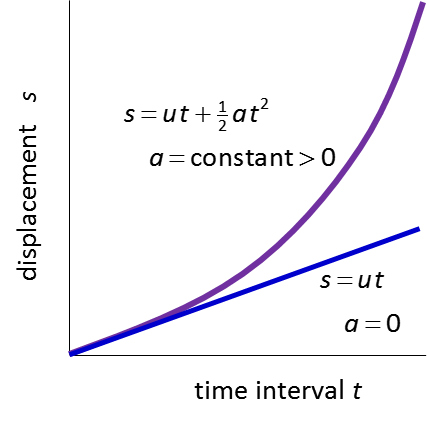 displacement s
s = ut + ½at²
a = constant > 0
s = ut
a = 0
time interval t